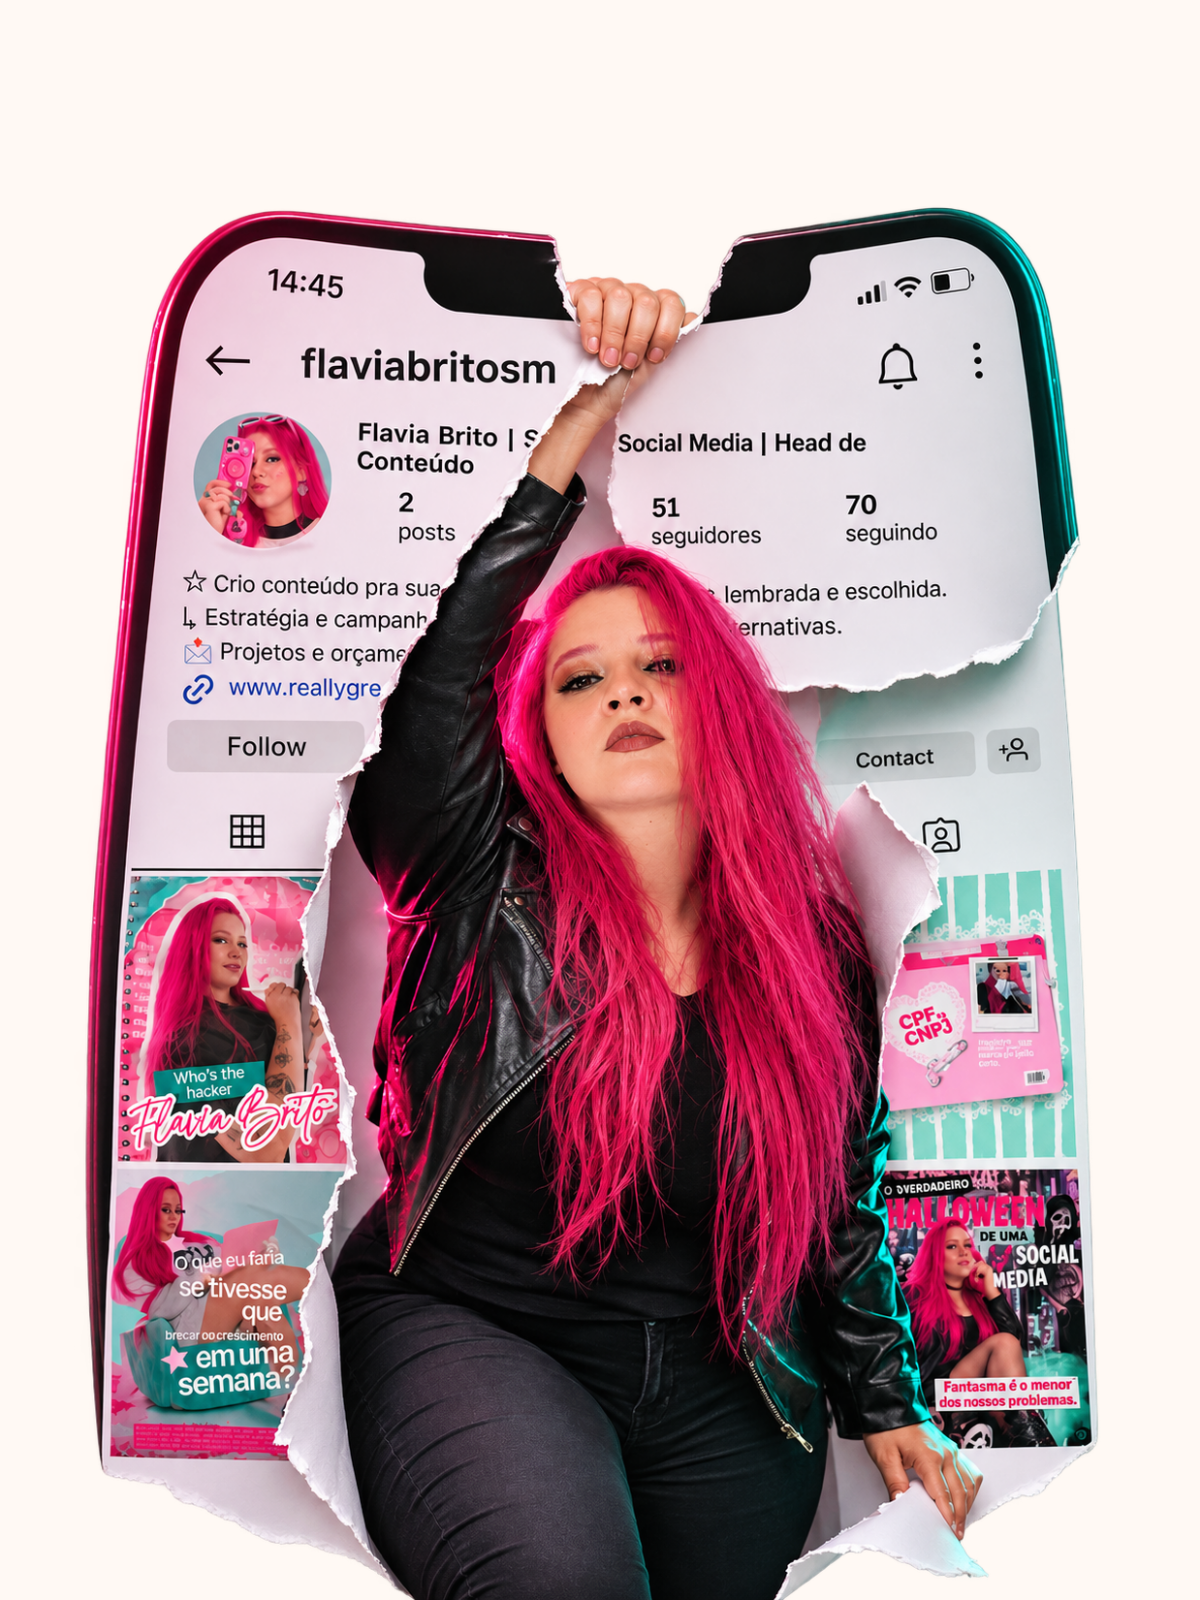 14:45
flaviabritosm
Flavia Brito | S
Conteúdo
Social Media | Head de
2
posts
51
seguidores
70
seguindo
Crio conteúdo pra sua
lembrada e escolhida.
Estratégia e campanh
ernativas.
Projetos e orçame
www.reallygre
Follow
Contact
Who's the
hacker
Flavia Brito
CPF
CNPJ
O que eu faria
se tivesse
que
brecar oo crescimento
em uma
semana?
O VERDADEIRO
HALLOWEEN
DE UMA
SOCIAL
MEDIA
Fantasma é o menor
dos nossos problemas.